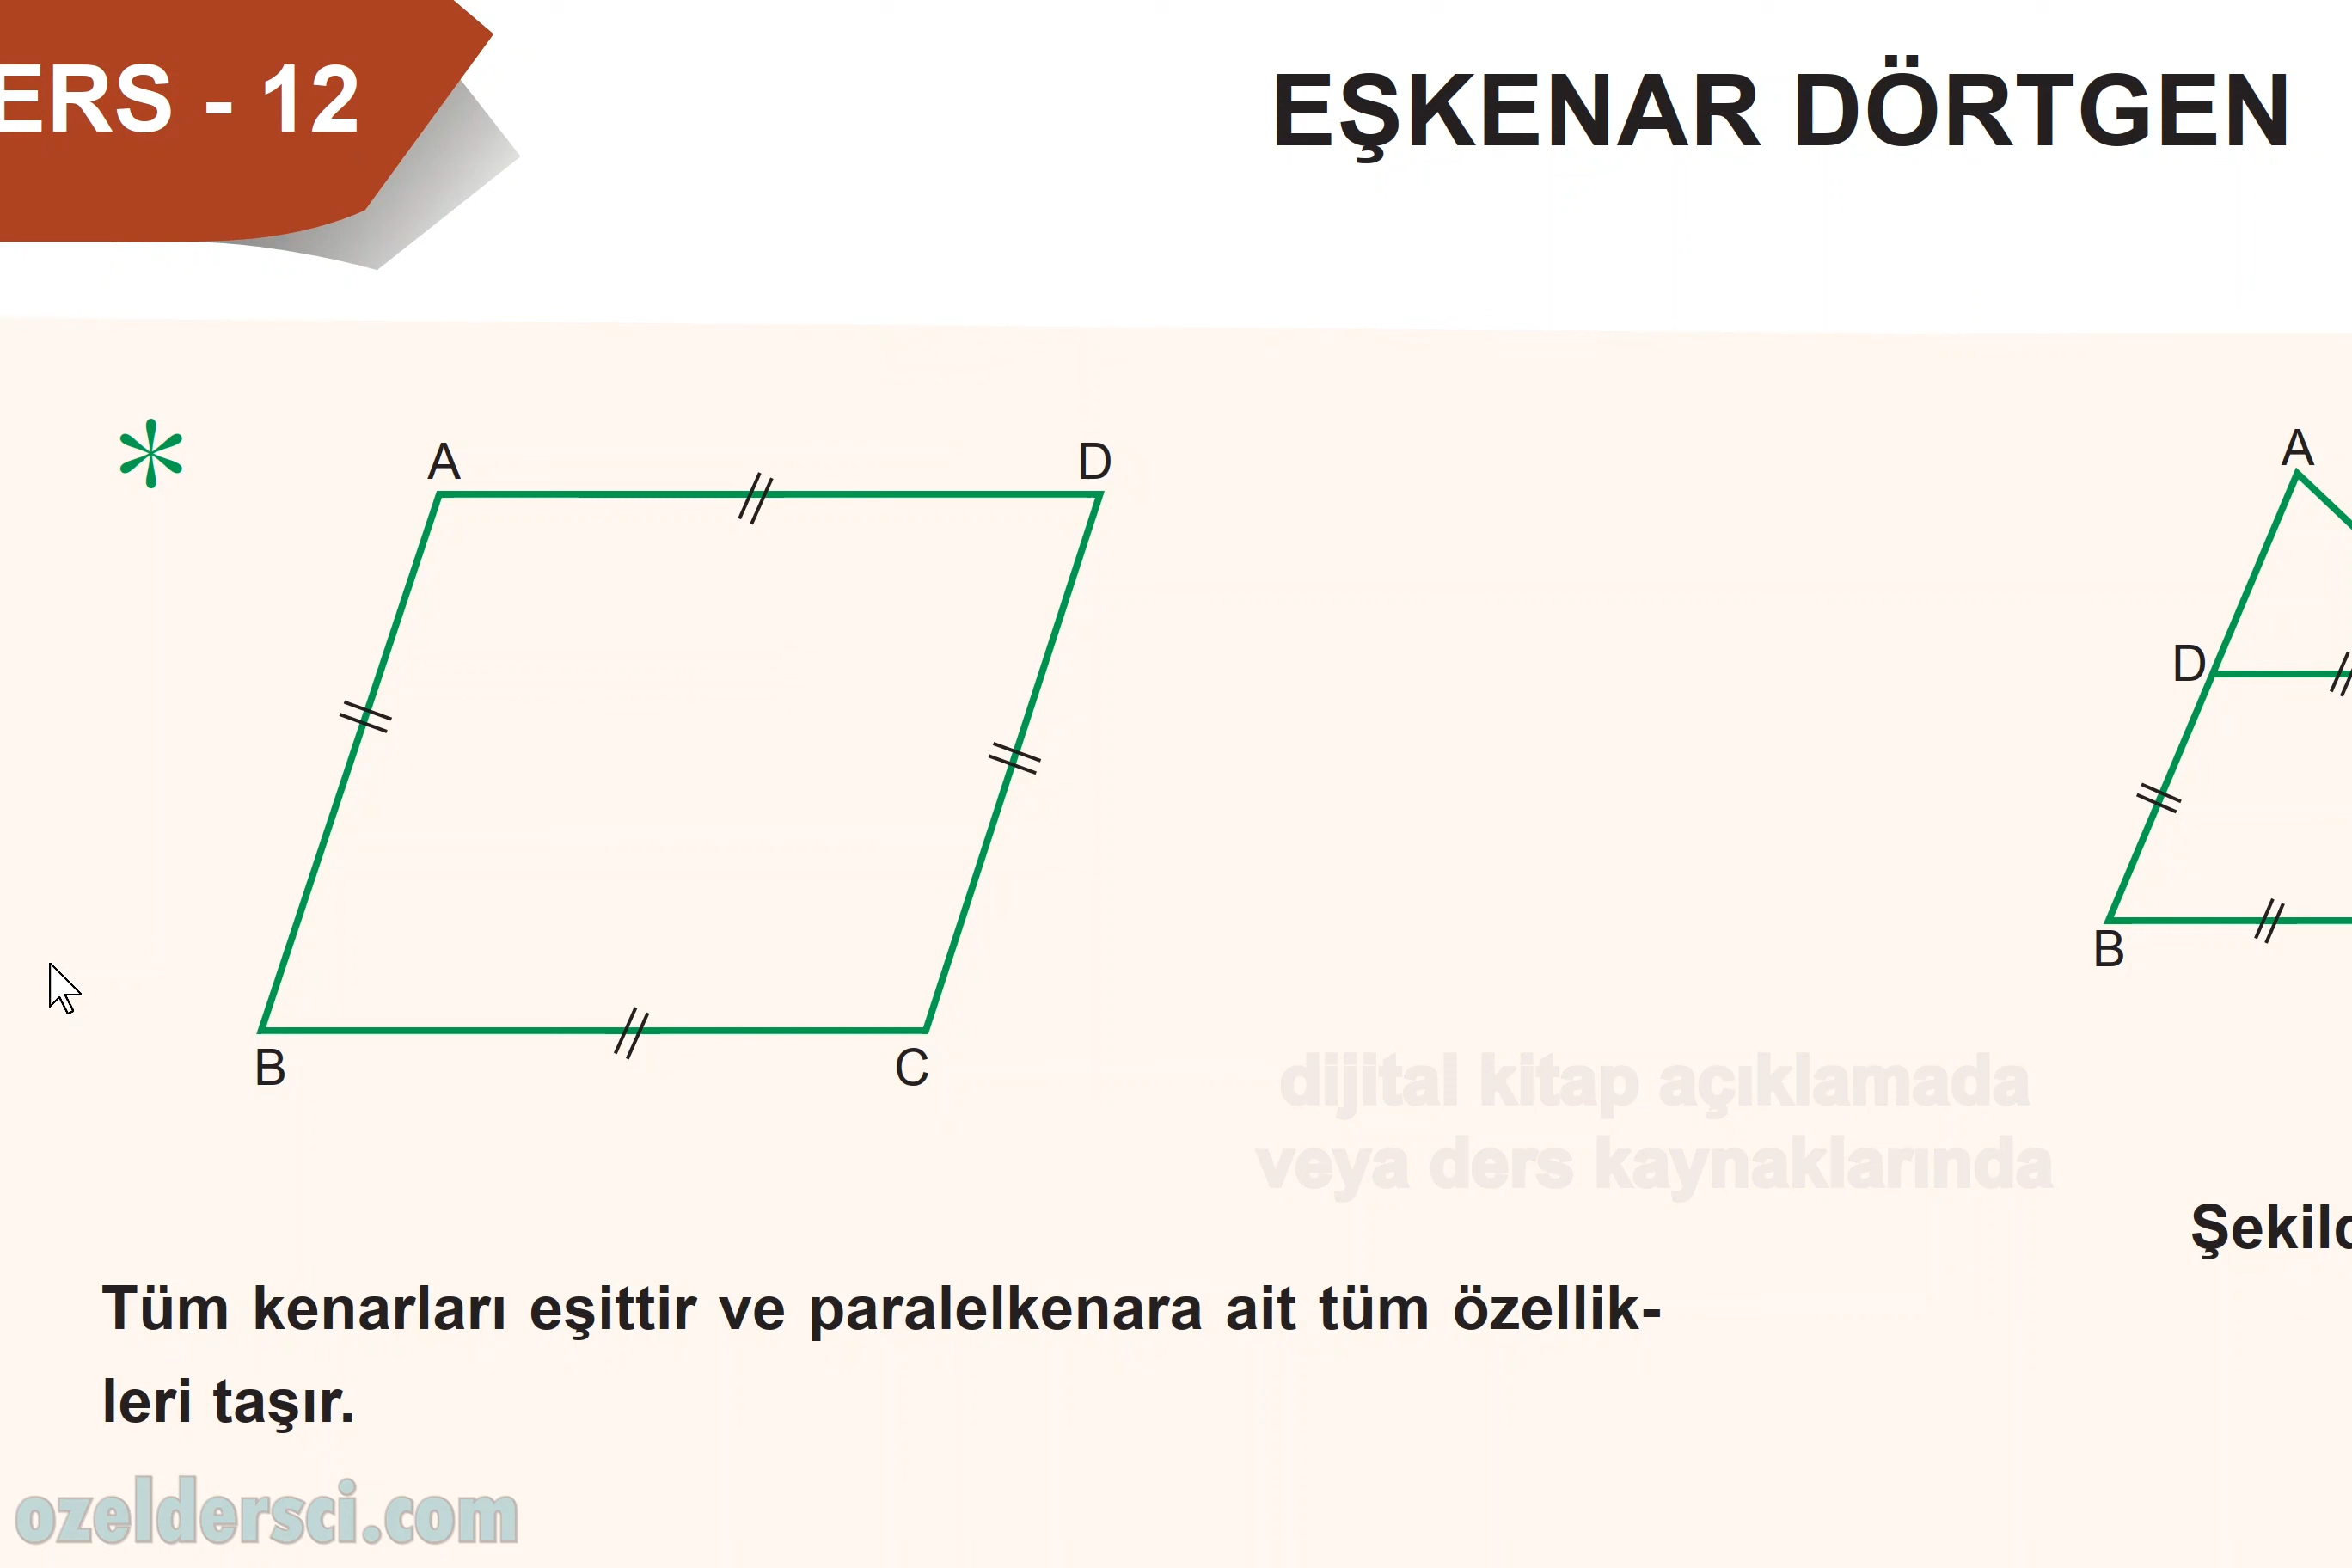 ERS - 12
EŞKENAR DÖRTGEN
A
D
B
C
A
D
B
dijital kitap açıklamada
veya ders kaynaklarında
Tüm kenarları eşittir ve paralelkenara ait tüm özellik-
leri taşır.
Şekild
ozeldersci.com